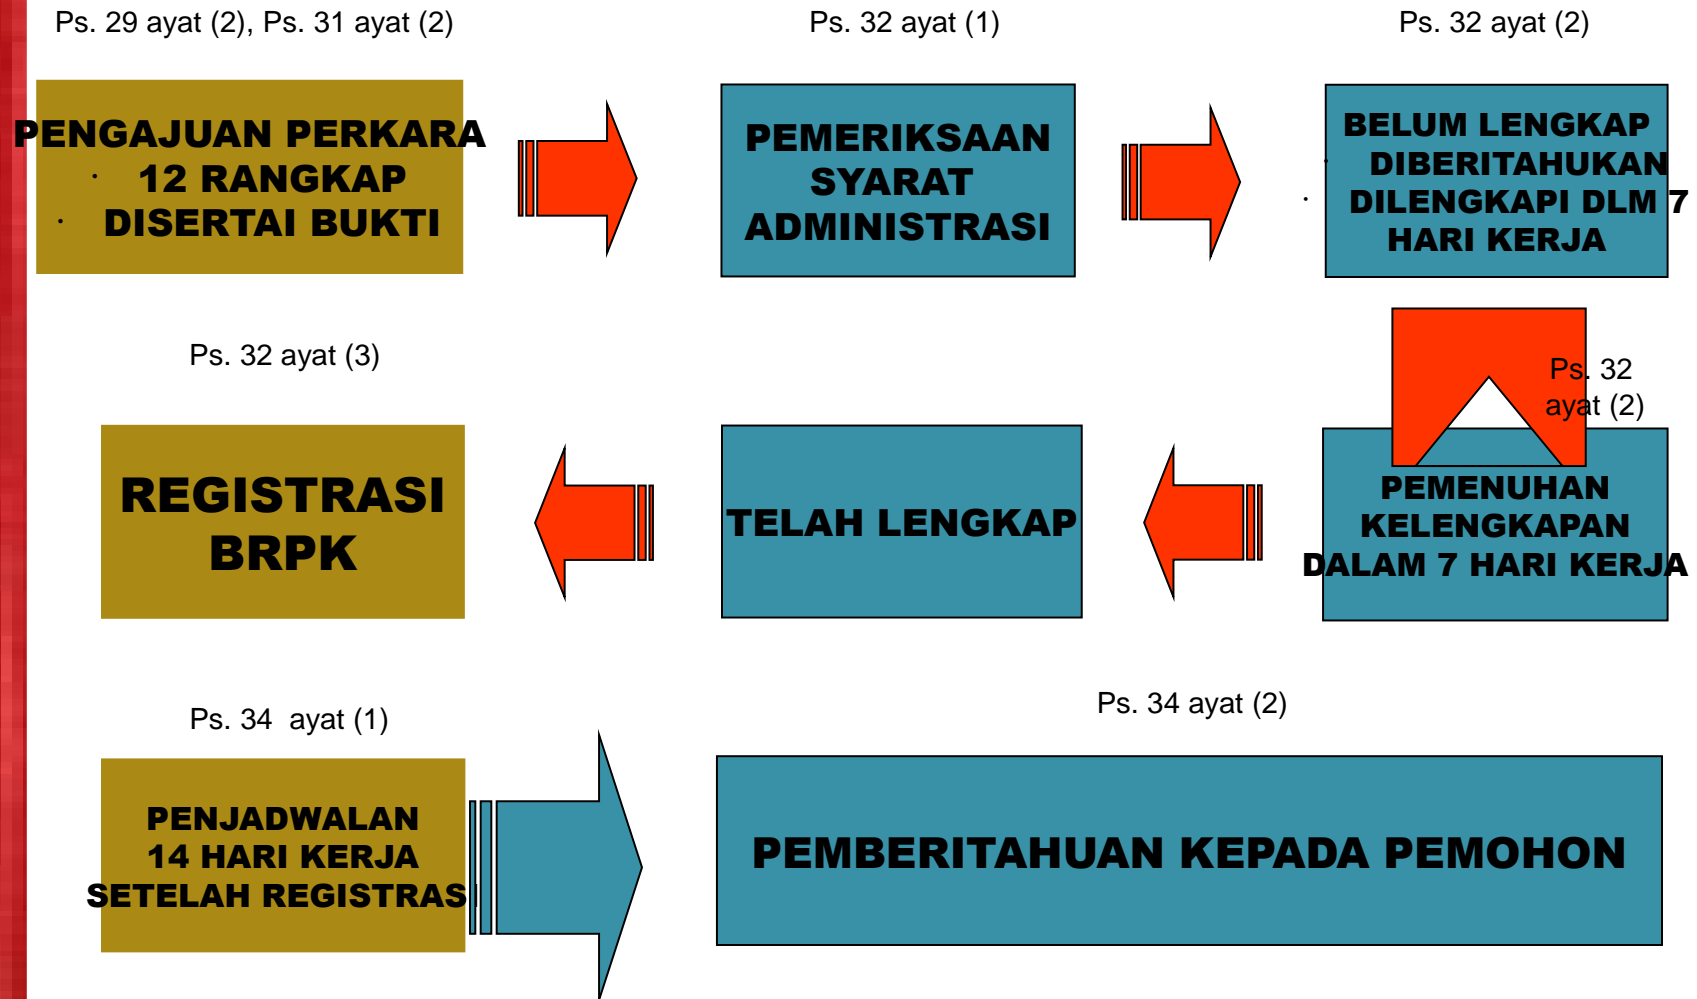 Ps. 29 ayat (2), Ps. 31 ayat (2)
Ps. 32 ayat (1)
Ps. 32 ayat (2)
PENGAJUAN PERKARA
· 12 RANGKAP
· DISERTAI BUKTI
PEMERIKSAAN
SYARAT
ADMINISTRASI
BELUM LENGKAP
· DIBERITAHUKAN
· DILENGKAPI DLM 7
HARI KERJA
Ps. 32 ayat (3)
Ps. 32
ayat (2)
REGISTRASI
BRPK
TELAH LENGKAP
PEMENUHAN
KELENGKAPAN
DALAM 7 HARI KERJA
Ps. 34 ayat (1)
Ps. 34 ayat (2)
PENJADWALAN
14 HARI KERJA
SETELAH REGISTRASI
PEMBERITAHUAN KEPADA PEMOHON